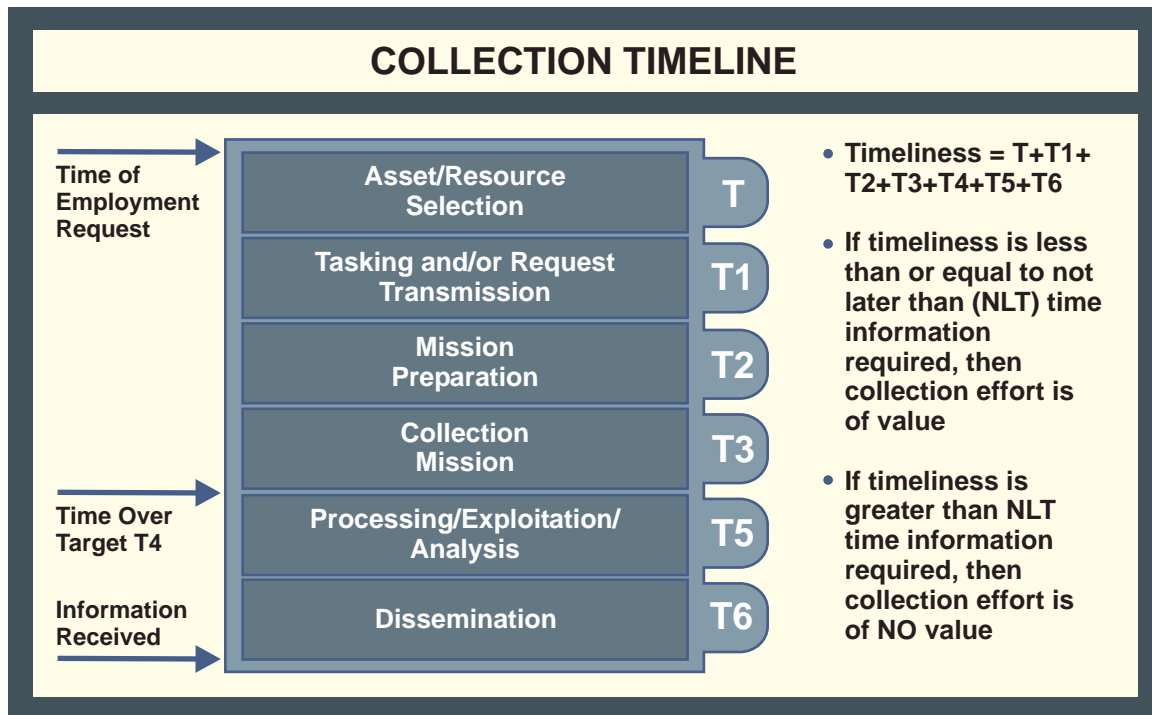 COLLECTION TIMELINE
Time of
Employment
Request
Time Over
Target T4
Information
Received
Asset/Resource
Selection
T
Tasking and/or Request
Transmission
T1
Mission
Preparation
T2
Collection
Mission
T3
Processing/Exploitation/
Analysis
T5
Dissemination
T6
• Timeliness = T+T1+
T2+T3+T4+T5+T6
• If timeliness is less
than or equal to not
later than (NLT) time
information
required, then
collection effort is
of value
• If timeliness is
greater than NLT
time information
required, then
collection effort is
of NO value